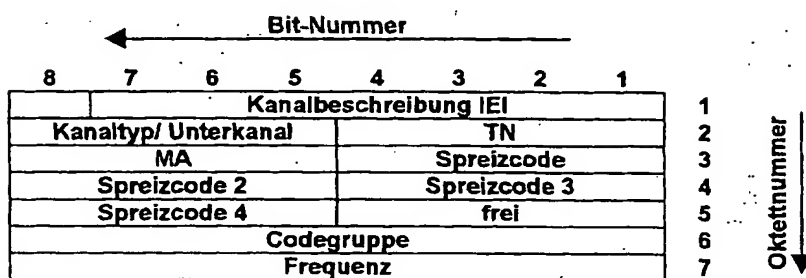 Bit-Nummer
8 7 6 5 4 3 2 1
Kanalbeschreibung IEI 1
Kanaltyp/ Unterkanal TN 2
MA Spreizcode 3
Spreizcode 2 Spreizcode 3 4
Spreizcode 4 frei 5
Codegruppe 6
Frequenz 7
Oktettnummer